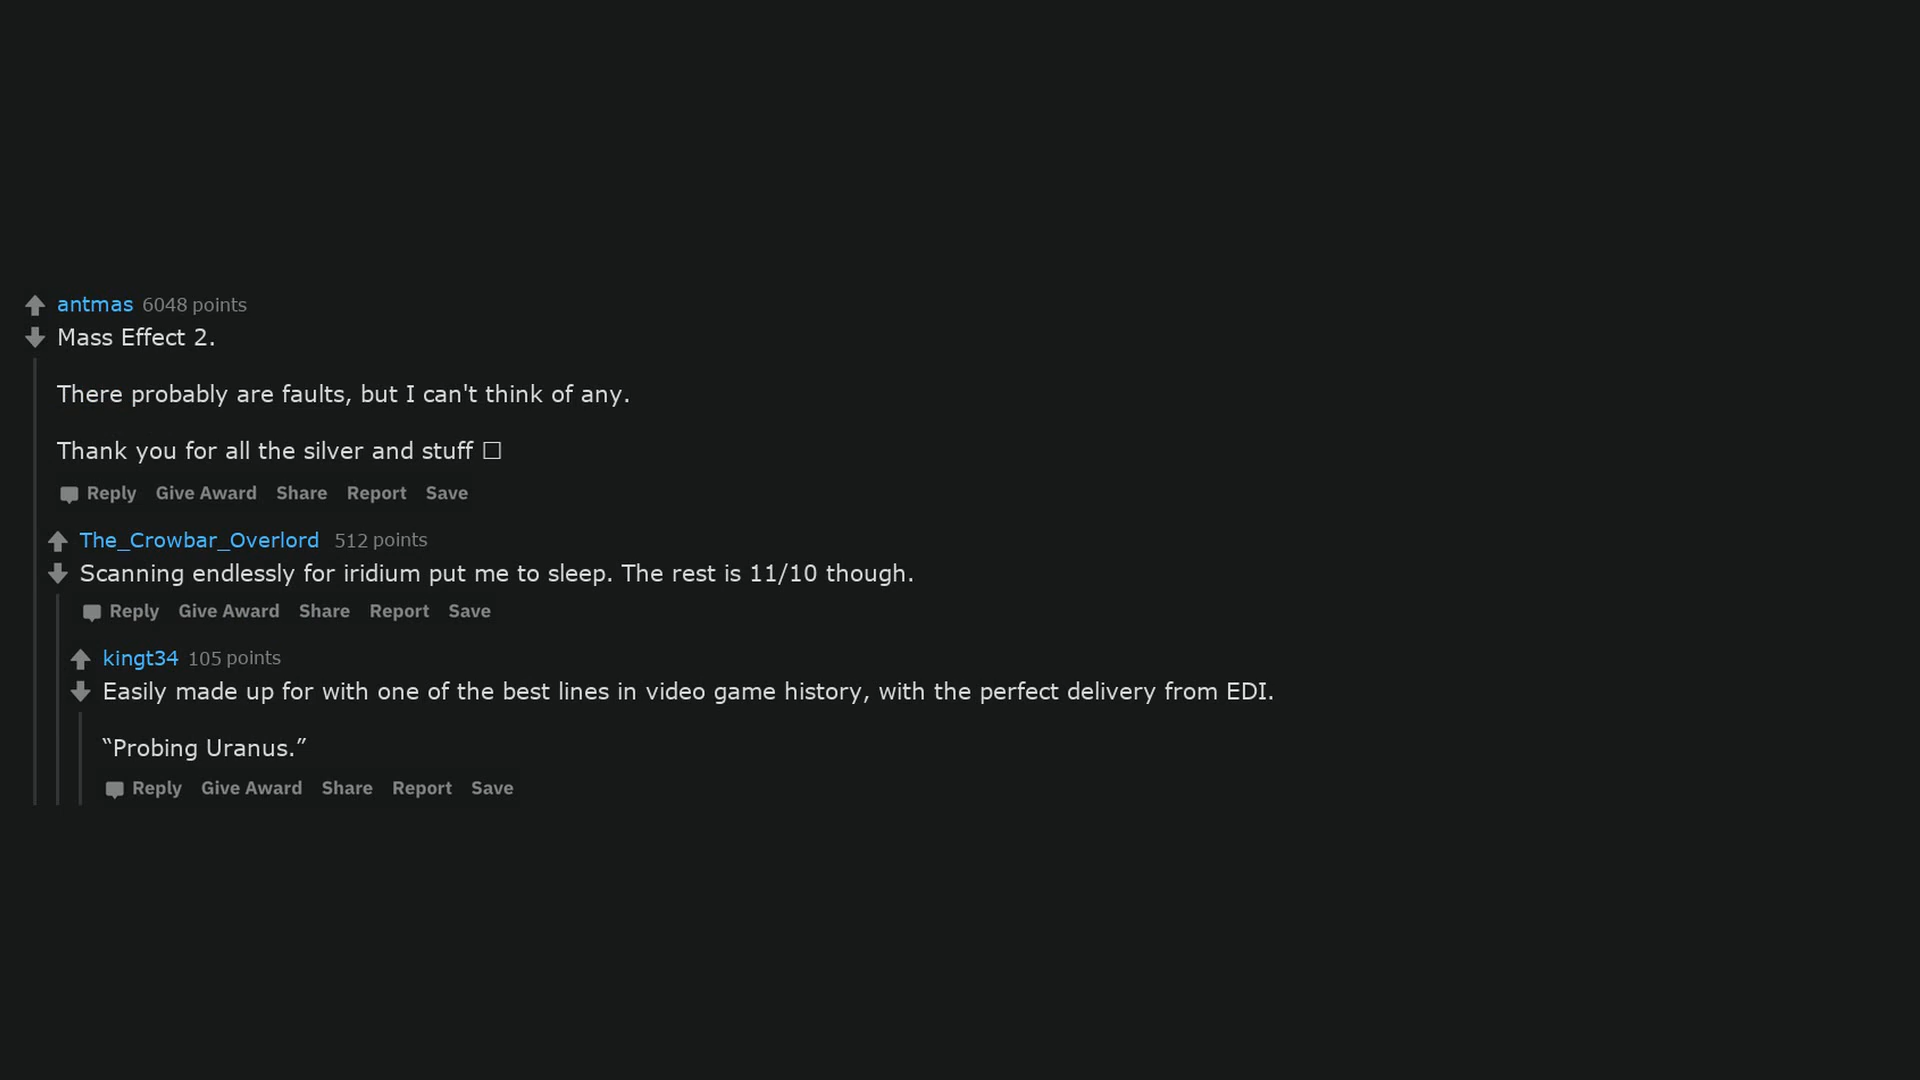 antmas 6048 points
Mass Effect 2.
There probably are faults, but I can't think of any.
Thank you for all the silver and stuff □
Reply Give Award Share Report Save
The_Crowbar_Overlord 512 points
Scanning endlessly for iridium put me to sleep. The rest is 11/10 though.
Reply Give Award Share Report Save
kingt34 105 points
Easily made up for with one of the best lines in video game history, with the perfect delivery from EDI.
“Probing Uranus.”
Reply Give Award Share Report Save